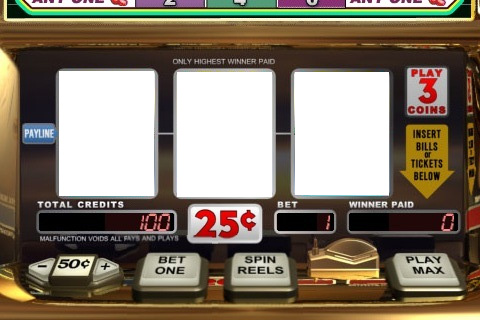 ANY ONE
2
4
6
ANY ONE
ONLY HIGHEST WINNER PAID
PLAY
3
COINS
PAYLINE
INSERT
BILLS
or
TICKETS
BELOW
TOTAL CREDITS
BET
WINNER PAID
100
25¢
1
0
MALFUNCTION VOIDS ALL PAYS AND PLAYS
- 50¢ +
BET
ONE
SPIN
REELS
PLAY
MAX